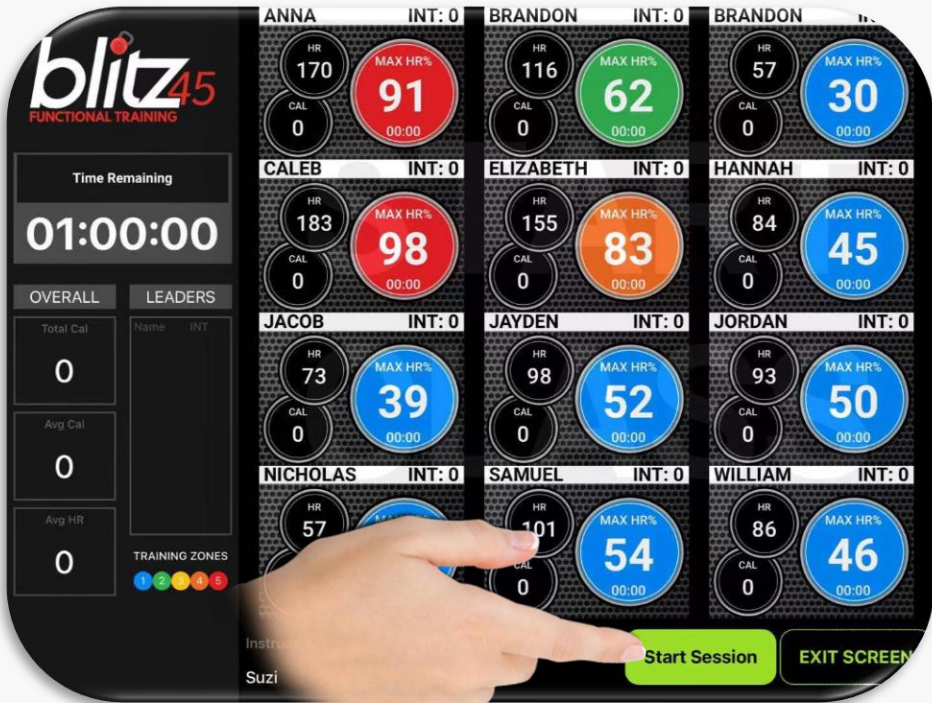 blitz45
FUNCTIONAL TRAINING
Time Remaining
01:00:00
OVERALL LEADERS
Total Cal
0
Name INT
Avg Cal
0
Avg HR
0
TRAINING ZONES
1 2 3 4 5
ANNA INT: 0
HR
170
CAL
0
MAX HR%
91
00:00
BRANDON INT: 0
HR
116
CAL
0
MAX HR%
62
00:00
BRANDON
HR
57
CAL
0
MAX HR%
30
00:00
CALEB INT: 0
HR
183
CAL
0
MAX HR%
98
00:00
ELIZABETH INT: 0
HR
155
CAL
0
MAX HR%
83
00:00
HANNAH INT: 0
HR
84
CAL
0
MAX HR%
45
00:00
JACOB INT: 0
HR
73
CAL
0
MAX HR%
39
00:00
JAYDEN INT: 0
HR
98
CAL
0
MAX HR%
52
00:00
JORDAN INT: 0
HR
93
CAL
0
MAX HR%
50
00:00
NICHOLAS INT: 0
HR
57
SAMUEL INT: 0
HR
101
CAL
0
MAX HR%
54
00:00
WILLIAM INT: 0
HR
86
CAL
0
MAX HR%
46
00:00
Suzi
Start Session
EXIT SCREEN